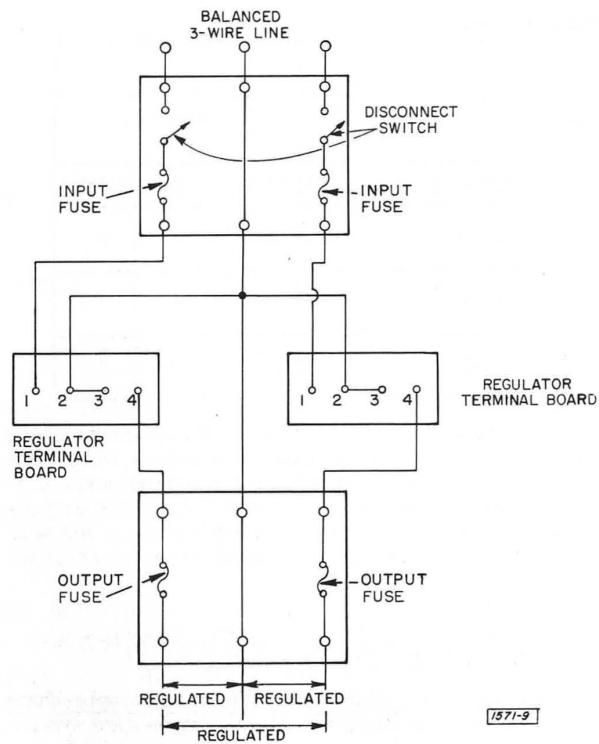 BALANCED
3-WIRE LINE
DISCONNECT
SWITCH
INPUT
FUSE
INPUT
FUSE
1 2 3 4
1 2 3 4
REGULATOR
TERMINAL BOARD
REGULATOR
TERMINAL
BOARD
OUTPUT
FUSE
OUTPUT
FUSE
REGULATED
REGULATED
REGULATED
1571-9